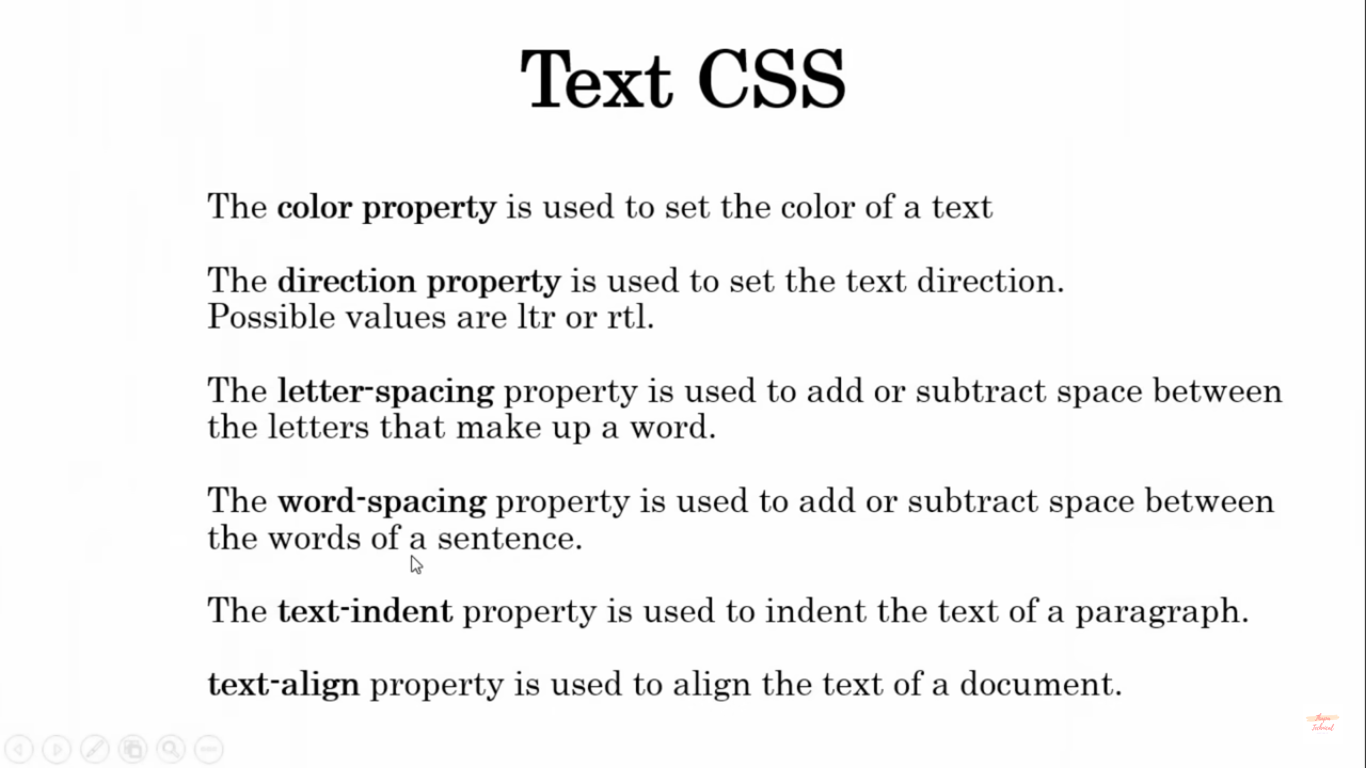 Text CSS
The color property is used to set the color of a text
The direction property is used to set the text direction.
Possible values are ltr or rtl.
The letter-spacing property is used to add or subtract space between
the letters that make up a word.
The word-spacing property is used to add or subtract space between
the words of a sentence.
The text-indent property is used to indent the text of a paragraph.
text-align property is used to align the text of a document.